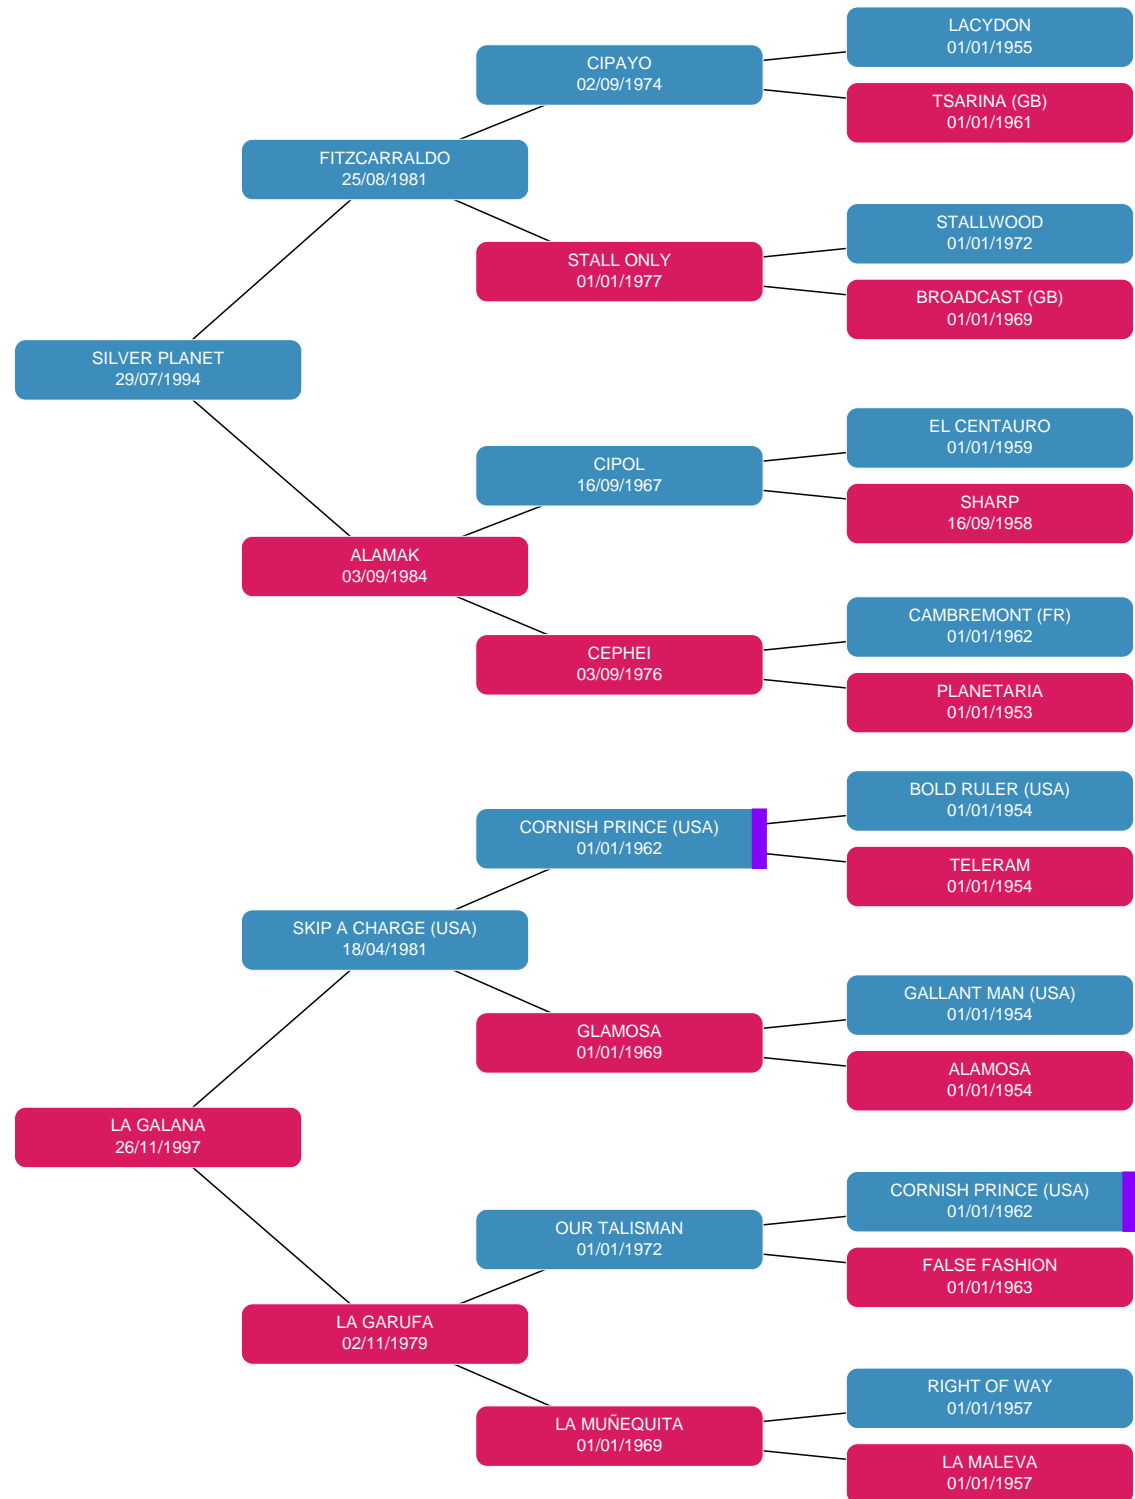 LACYDON
01/01/1955
CIPAYO
02/09/1974
TSARINA (GB)
01/01/1961
FITZCARRALDO
25/08/1981
STALLWOOD
01/01/1972
STALL ONLY
01/01/1977
BROADCAST (GB)
01/01/1969
SILVER PLANET
29/07/1994
EL CENTAURO
01/01/1959
CIPOL
16/09/1967
SHARP
16/09/1958
ALAMAK
03/09/1984
CAMBREMONT (FR)
01/01/1962
CEPHEI
03/09/1976
PLANETARIA
01/01/1953
BOLD RULER (USA)
01/01/1954
CORNISH PRINCE (USA)
01/01/1962
TELERAM
01/01/1954
SKIP A CHARGE (USA)
18/04/1981
GALLANT MAN (USA)
01/01/1954
GLAMOSA
01/01/1969
ALAMOSA
01/01/1954
LA GALANA
26/11/1997
CORNISH PRINCE (USA)
01/01/1962
OUR TALISMAN
01/01/1972
FALSE FASHION
01/01/1963
LA GARUFA
02/11/1979
RIGHT OF WAY
01/01/1957
LA MUÑEQUITA
01/01/1969
LA MALEVA
01/01/1957